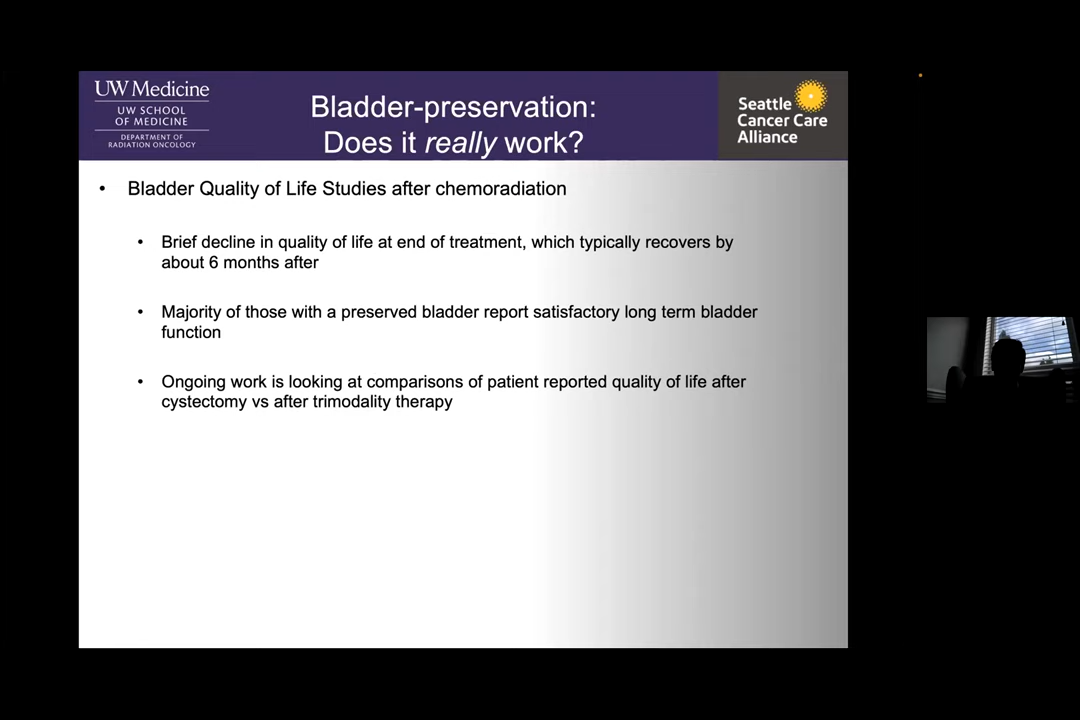 UW Medicine
UW SCHOOL
OF MEDICINE
DEPARTMENT OF
RADIATION ONCOLOGY
Bladder-preservation:
Does it really work?
Seattle
Cancer Care
Alliance
• Bladder Quality of Life Studies after chemoradiation
• Brief decline in quality of life at end of treatment, which typically recovers by
about 6 months after
• Majority of those with a preserved bladder report satisfactory long term bladder
function
• Ongoing work is looking at comparisons of patient reported quality of life after
cystectomy vs after trimodality therapy